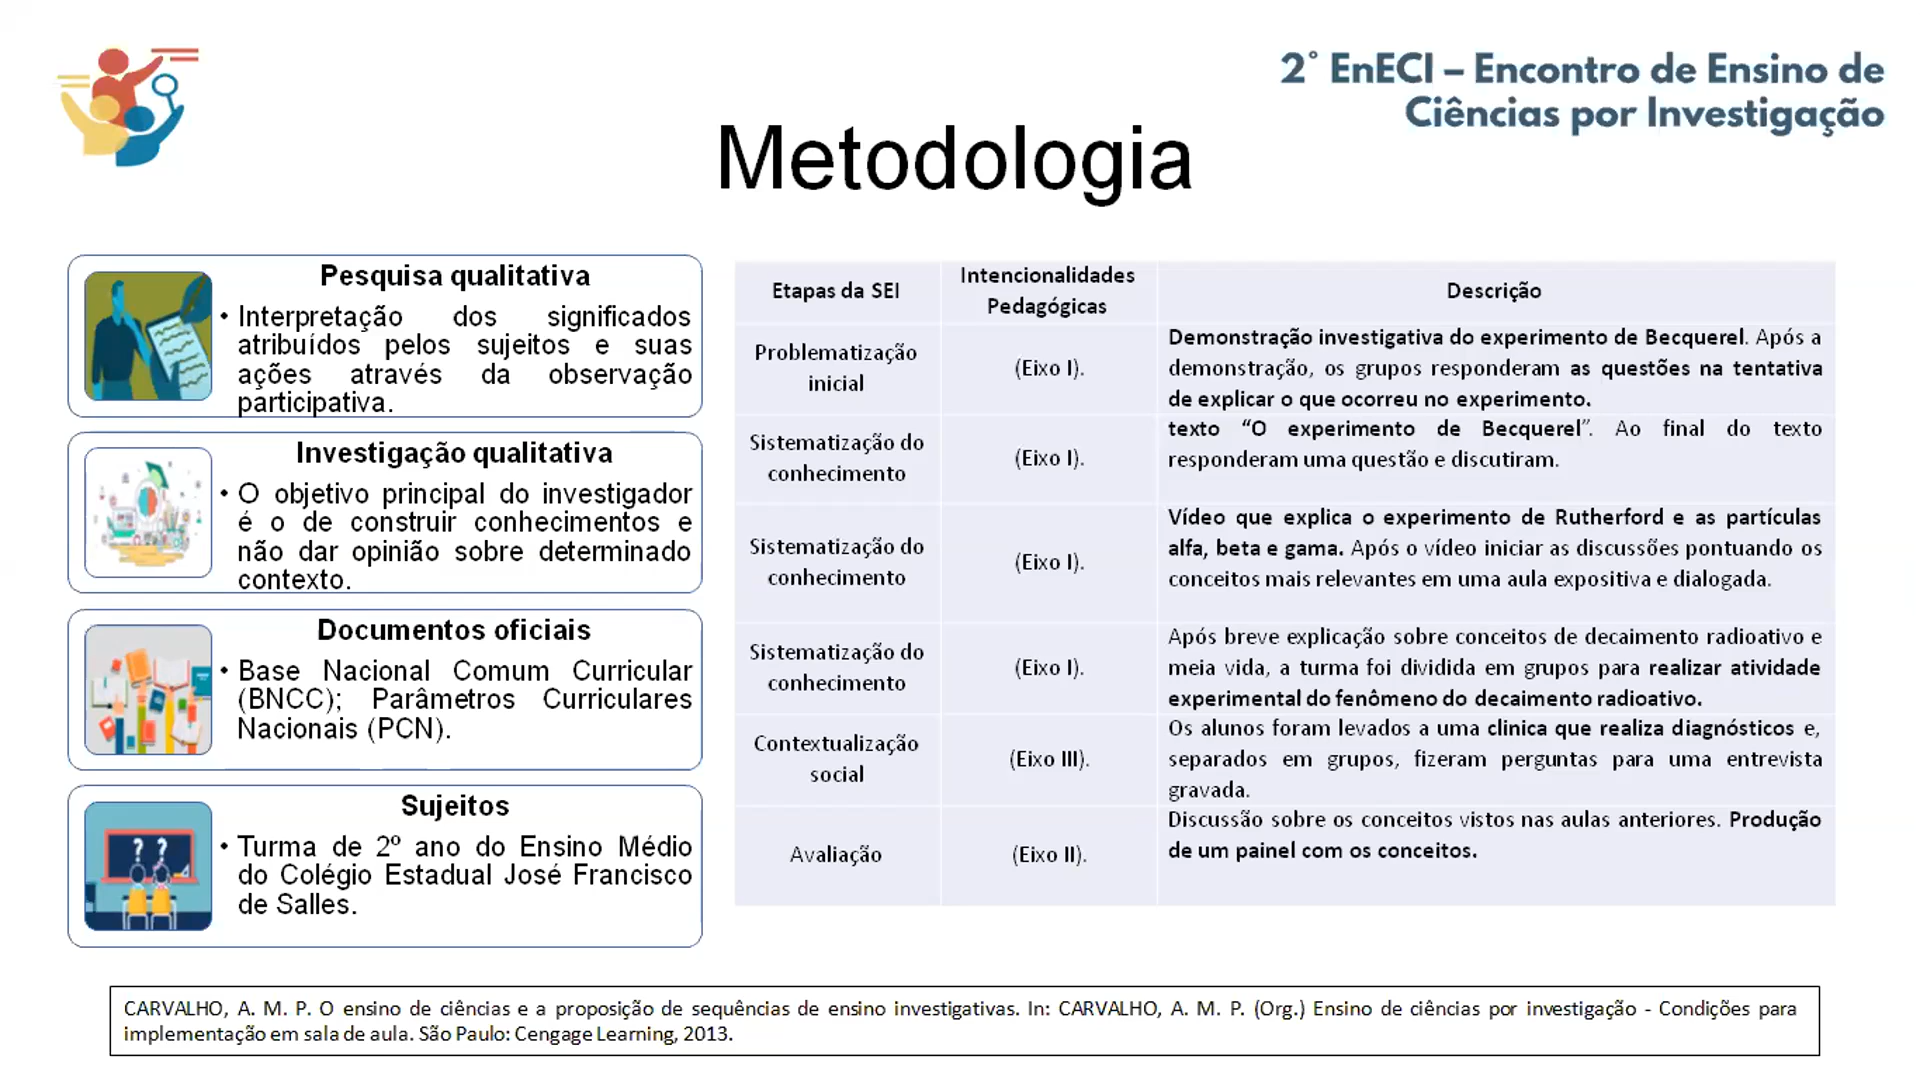 2° EnECI – Encontro de Ensino de
Ciências por Investigação
Metodologia
Pesquisa qualitativa
• Interpretação dos significados
atribuídos pelos sujeitos e suas
ações através da observação
participativa.
Investigação qualitativa
• O objetivo principal do investigador
é o de construir conhecimentos e
não dar opinião sobre determinado
contexto.
Documentos oficiais
• Base Nacional Comum Curricular
(BNCC); Parâmetros Curriculares
Nacionais (PCN).
Sujeitos
• Turma de 2º ano do Ensino Médio
do Colégio Estadual José Francisco
de Salles.
? ?
Etapas da SEI
Intencionalidades
Pedagógicas
Descrição
Problematização
inicial
(Eixo I).
Demonstração investigativa do experimento de Becquerel. Após a
demonstração, os grupos responderam as questões na tentativa
de explicar o que ocorreu no experimento.
Sistematização do
conhecimento
(Eixo I).
texto “O experimento de Becquerel”. Ao final do texto
responderam uma questão e discutiram.
Sistematização do
conhecimento
(Eixo I).
Vídeo que explica o experimento de Rutherford e as partículas
alfa, beta e gama. Após o vídeo iniciar as discussões pontuando os
conceitos mais relevantes em uma aula expositiva e dialogada.
Sistematização do
conhecimento
(Eixo I).
Após breve explicação sobre conceitos de decaimento radioativo e
meia vida, a turma foi dividida em grupos para realizar atividade
experimental do fenômeno do decaimento radioativo.
Contextualização
social
(Eixo III).
Os alunos foram levados a uma clinica que realiza diagnósticos e,
separados em grupos, fizeram perguntas para uma entrevista
gravada.
Avaliação
(Eixo II).
Discussão sobre os conceitos vistos nas aulas anteriores. Produção
de um painel com os conceitos.
CARVALHO, A. M. P. O ensino de ciências e a proposição de sequências de ensino investigativas. In: CARVALHO, A. M. P. (Org.) Ensino de ciências por investigação - Condições para
implementação em sala de aula. São Paulo: Cengage Learning, 2013.